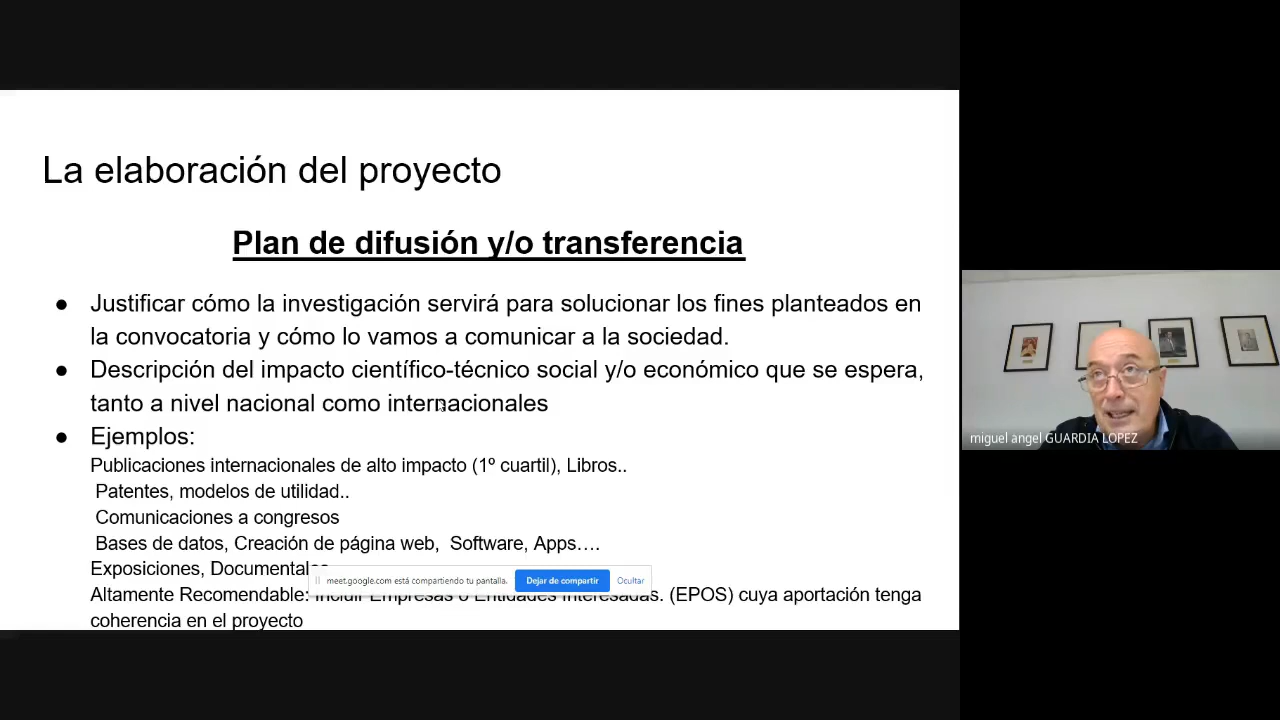 La elaboración del proyecto
Plan de difusión y/o transferencia
● Justificar cómo la investigación servirá para solucionar los fines planteados en
la convocatoria y cómo lo vamos a comunicar a la sociedad.
● Descripción del impacto científico-técnico social y/o económico que se espera,
tanto a nivel nacional como internacionales
● Ejemplos:
Publicaciones internacionales de alto impacto (1º cuartil), Libros..
Patentes, modelos de utilidad..
Comunicaciones a congresos
Bases de datos, Creación de página web, Software, Apps….
Exposiciones, Documentales
meet.google.com está compartiendo tu pantalla. Dejar de compartir Ocultar
Altamente Recomendable: Incluir Empresas o Entidades Interesadas. (EPOS) cuya aportación tenga
coherencia en el proyecto
miguel angel GUARDIA LOPEZ